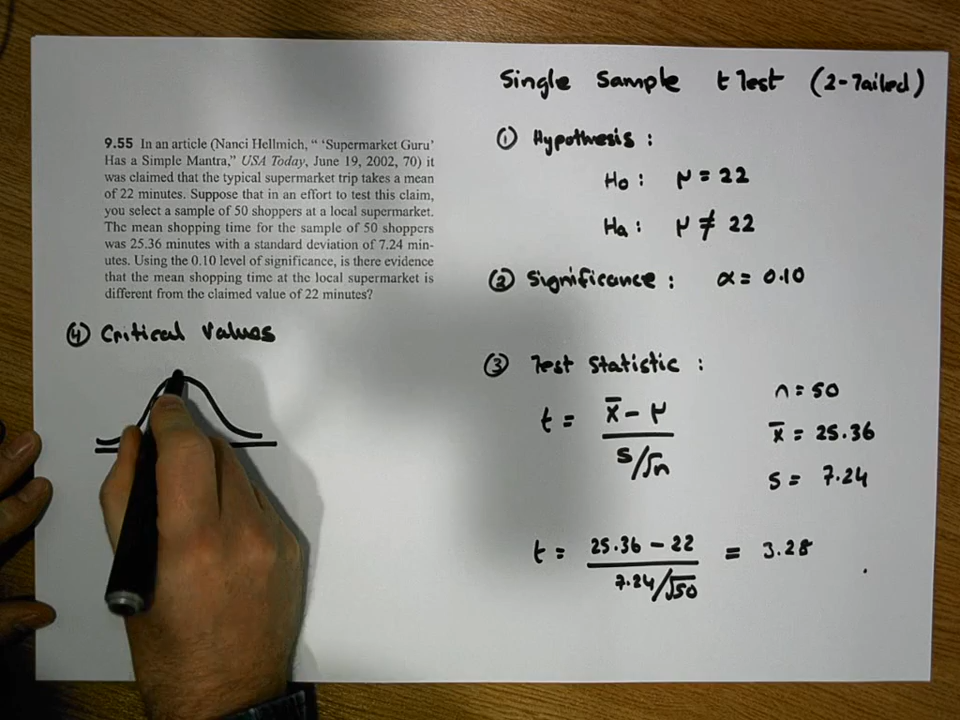 9.55 In an article (Nanci Hellmich, “ ‘Supermarket Guru’
Has a Simple Mantra,” USA Today, June 19, 2002, 70) it
was claimed that the typical supermarket trip takes a mean
of 22 minutes. Suppose that in an effort to test this claim,
you select a sample of 50 shoppers at a local supermarket.
The mean shopping time for the sample of 50 shoppers
was 25.36 minutes with a standard deviation of 7.24 min-
utes. Using the 0.10 level of significance, is there evidence
that the mean shopping time at the local supermarket is
different from the claimed value of 22 minutes?
④ Critical Values
Single Sample t Test (2-Tailed)
① Hypothesis :
Ho : μ = 22
Ha : μ ≠ 22
② Significance : α = 0.10
③ Test Statistic :
t = x̄ - μ / s/√n
n = 50
x̄ = 25.36
s = 7.24
t = 25.36 - 22 / 7.24/√50 = 3.28